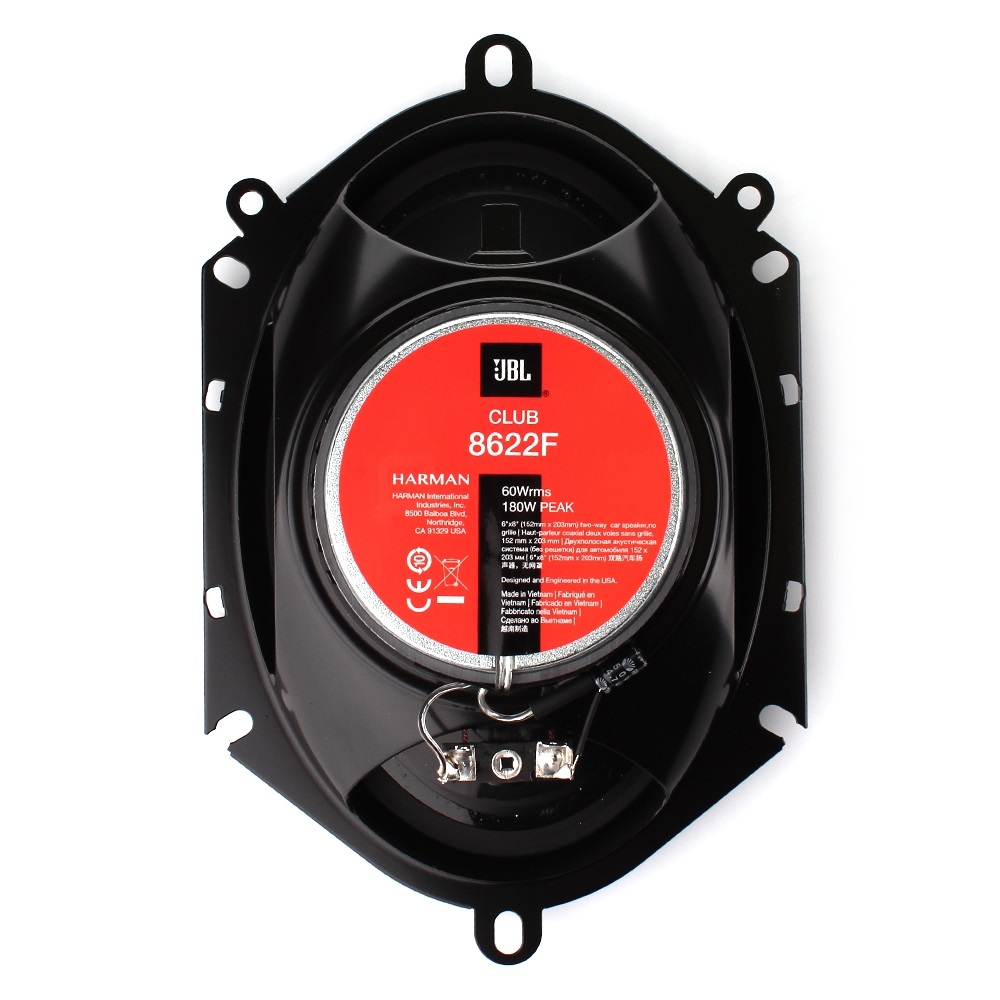 JBL
®
CLUB
8622F
HARMAN
HARMAN International
Industries, Inc.
8500 Balboa Blvd,
Northridge,
CA 91329 USA
60Wrms
180W PEAK
6"x8" (152mm x 203mm) two-way car speaker,no
grille | Haut-parleur coaxial deux voies sans grille,
152 mm x 203 mm | Двухполосная акустическая
система (без решетки) для автомобиля 152 x
203 мм | 6"x8" (152mm x 203mm) 双路汽车扬
声器，无网罩
Designed and Engineered in the USA.
Made in Vietnam | Fabriqué en
Vietnam | Fabricado en Vietnam |
Fabbricato nella Vietnam |
Сделано во Вьетнаме |
越南制造
10
CE